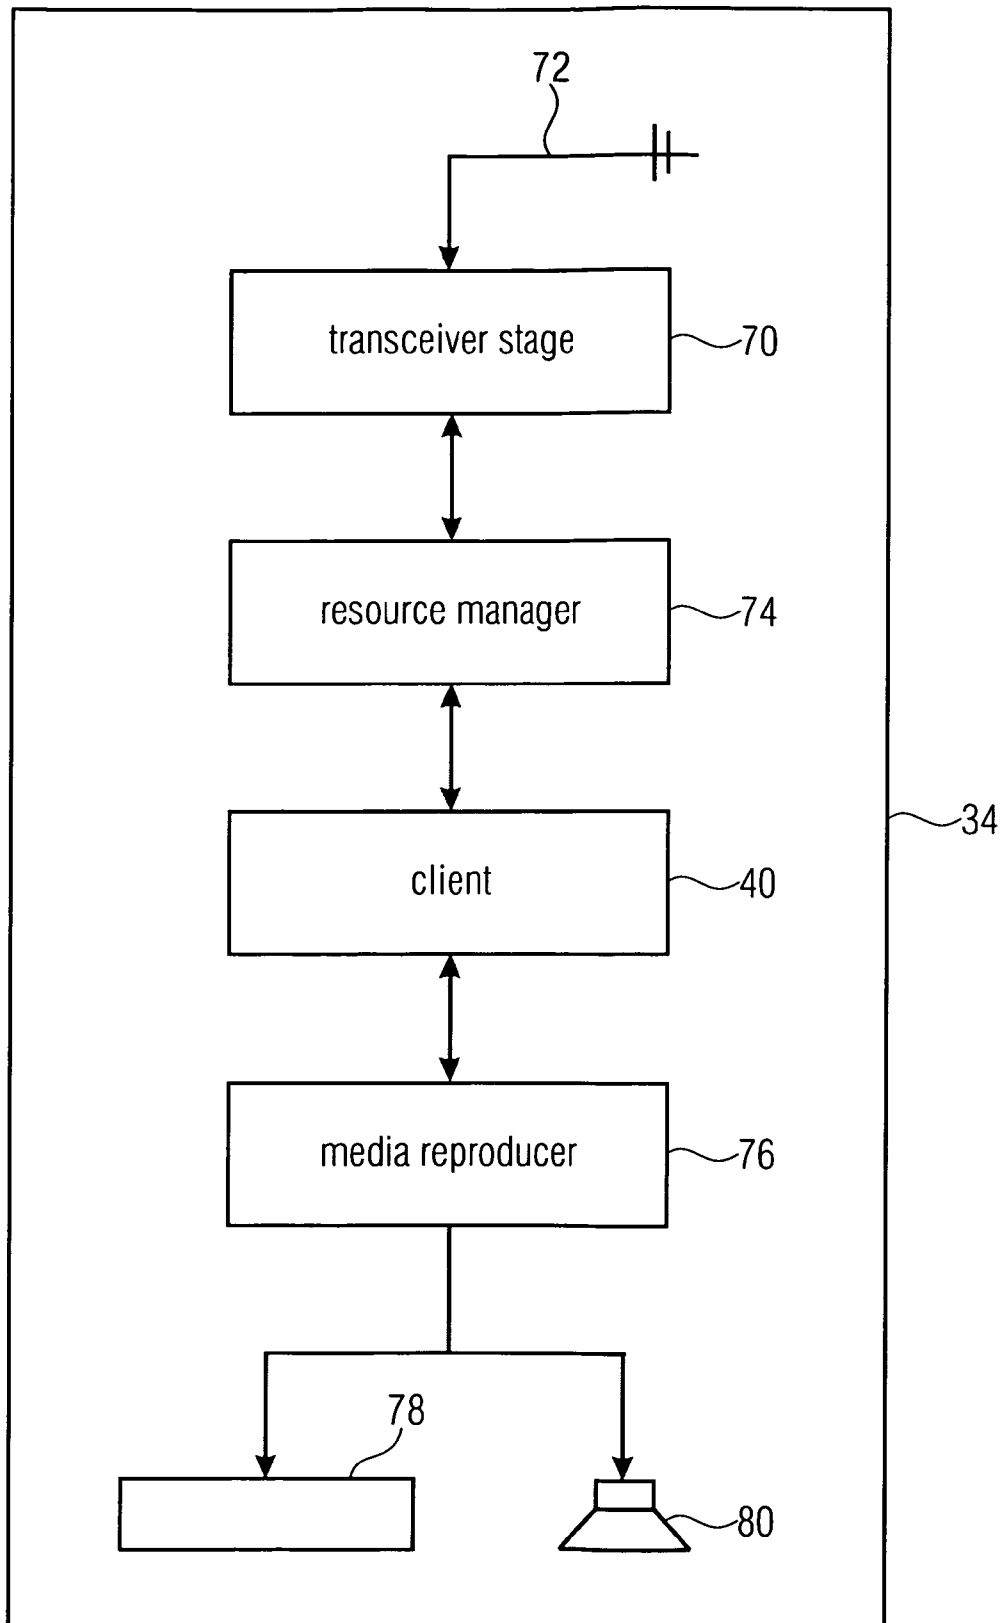 72
transceiver stage
70
resource manager
74
34
client
40
media reproducer
76
78
80